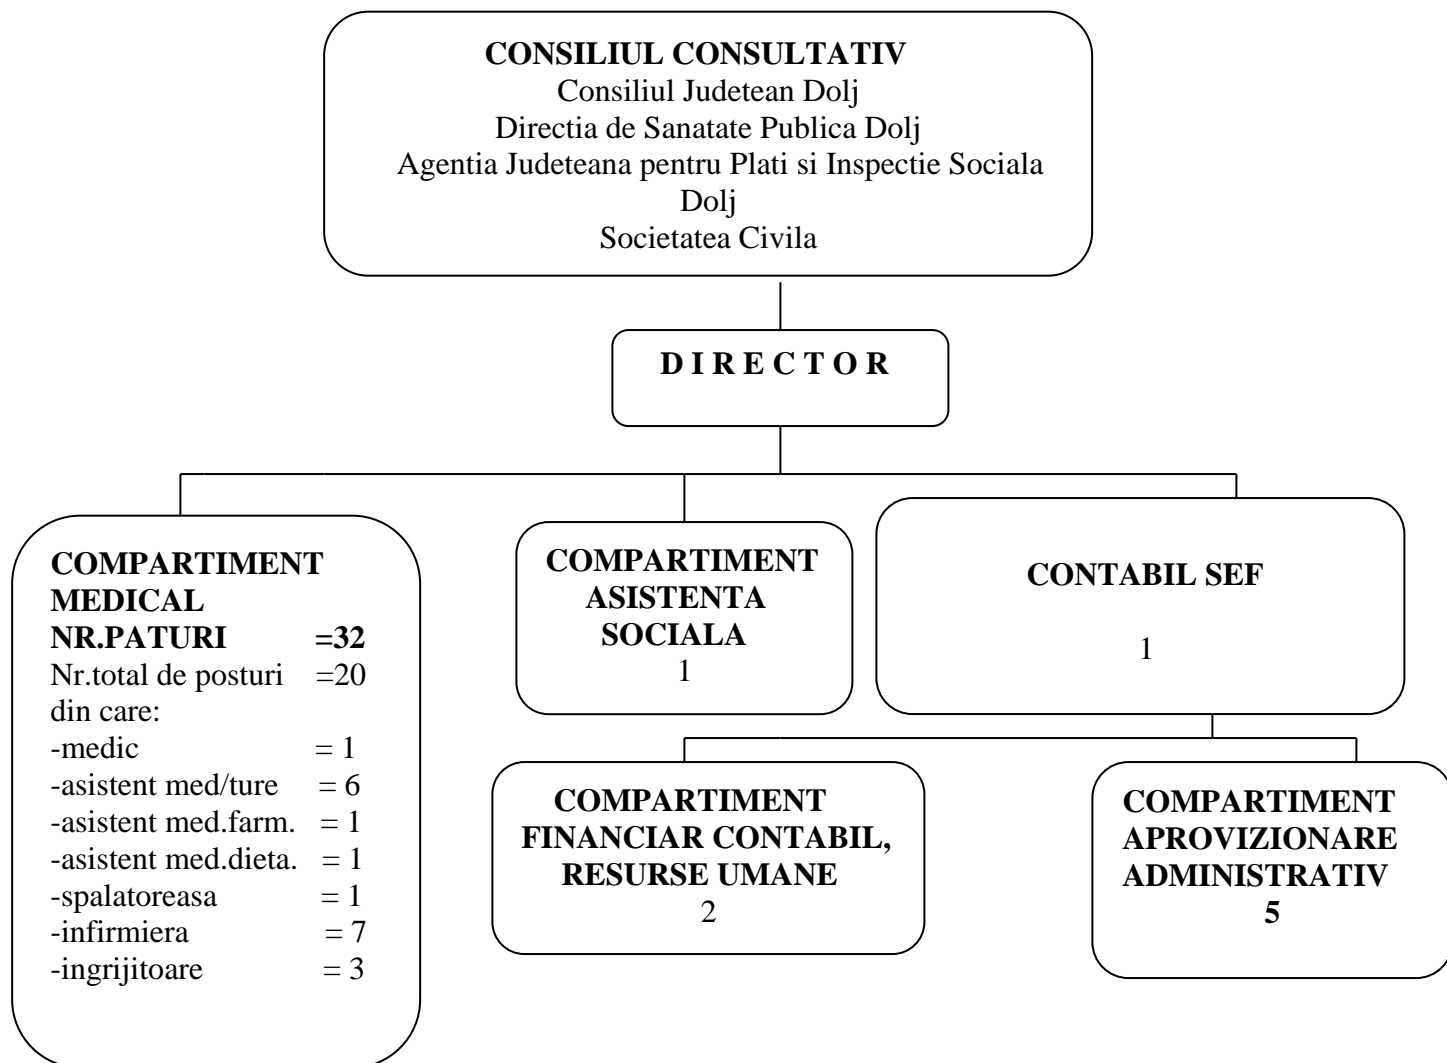 CONSILIUL CONSULTATIV
Consiliul Judetean Dolj
Directia de Sanatate Publica Dolj
Agentia Judeteana pentru Plati si Inspectie Sociala
Dolj
Societatea Civila
D I R E C T O R
COMPARTIMENT
MEDICAL
NR.PATURI =32
Nr.total de posturi =20
din care:
-medic = 1
-asistent med/ture = 6
-asistent med.farm. = 1
-asistent med.dieta. = 1
-spalatoreasa = 1
-infirmiera = 7
-ingrijitoare = 3
COMPARTIMENT
ASISTENTA
SOCIALA
1
CONTABIL SEF
1
COMPARTIMENT
FINANCIAR CONTABIL,
RESURSE UMANE
2
COMPARTIMENT
APROVIZIONARE
ADMINISTRATIV
5